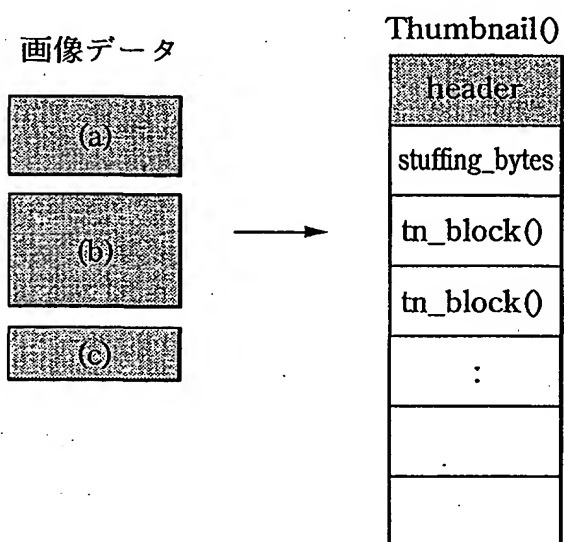 画像データ
(a)
(b)
(c)
Thumbnail()
header
stuffing_bytes
tn_block()
tn_block()
: